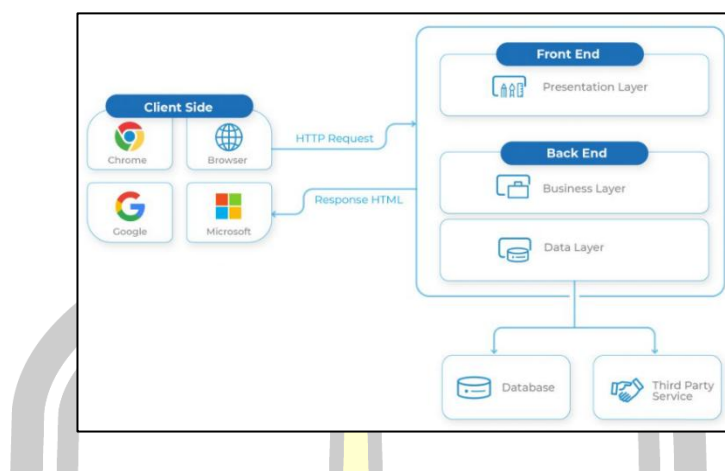 Front End
Presentation Layer
Client Side
Chrome
Browser
HTTP Request
Back End
Business Layer
Response HTML
Google
Microsoft
Data Layer
Database
Third Party
Service